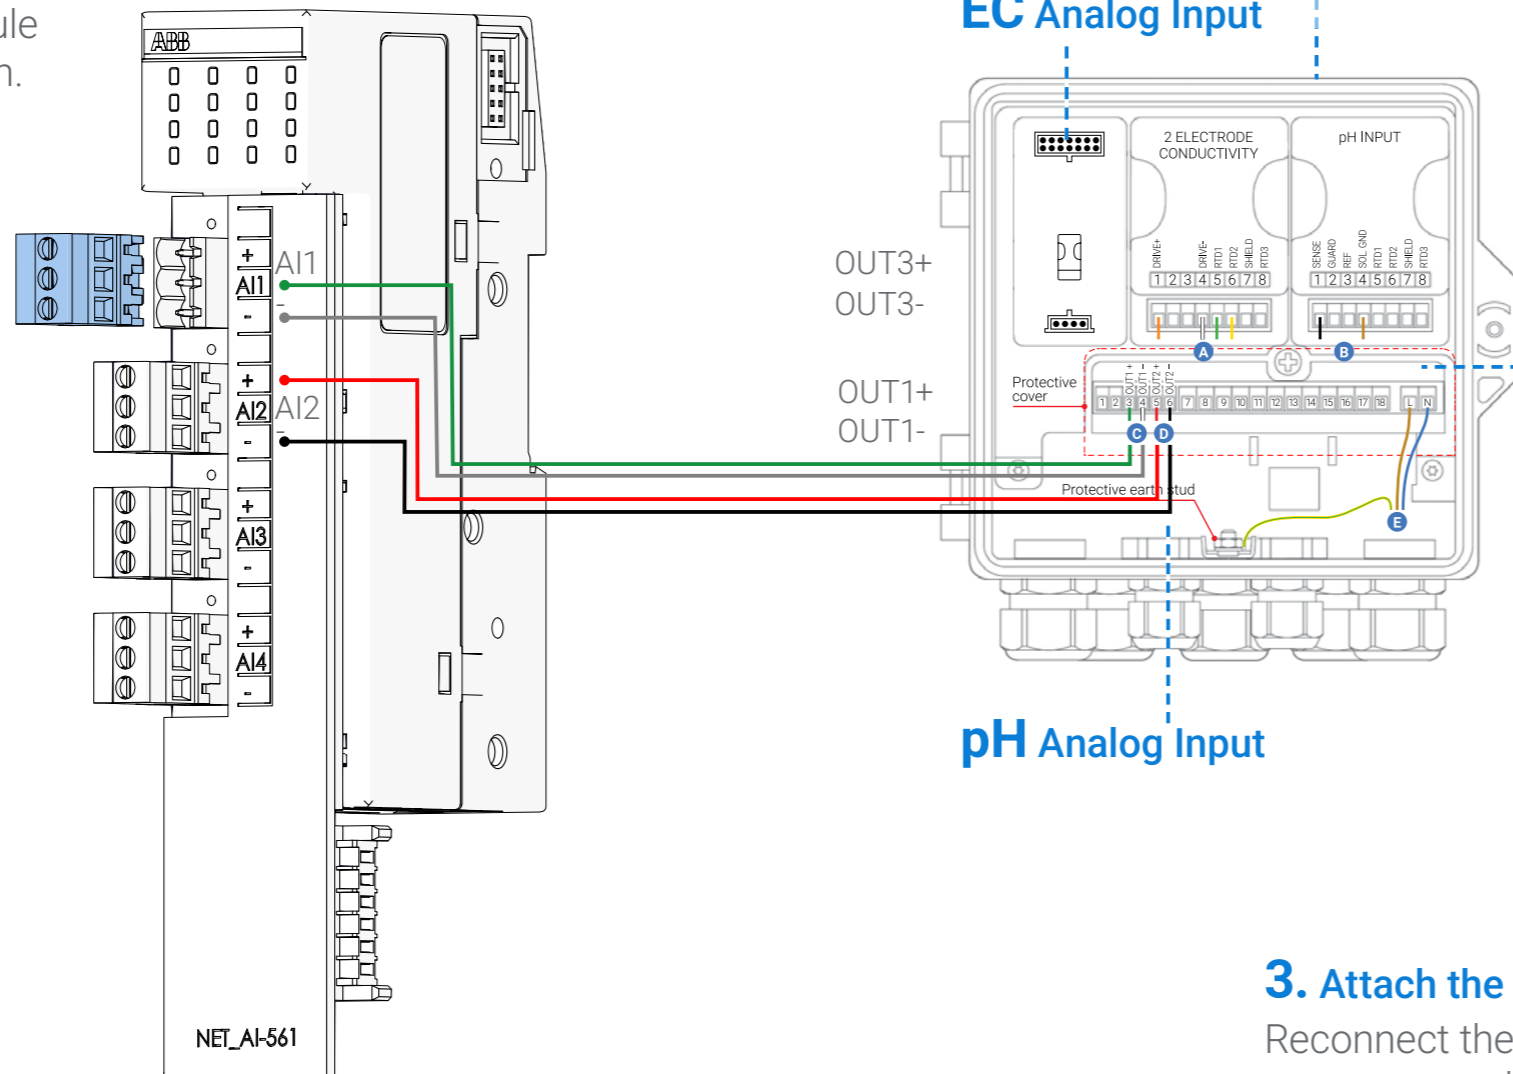 ule
n.
EC Analog Input
ABB
2 ELECTRODE
CONDUCTIVITY
pH INPUT
DRIVE+
DRIVE-
RTD1
RTD2
SHIELD
RTD3
1 2 3 4 5 6 7 8
SENSE
GUARD
REF
SOL GND
RTD1
RTD2
SHIELD
RTD3
1 2 3 4 5 6 7 8
A
B
OUT3+
OUT3-
OUT1+
OUT1-
Protective
cover
OUT1 +
OUT1 -
OUT2 +
OUT2 -
1 2 3 4 5 6 7 8 9 10 11 12 13 14 15 16 17 18 L N
C
D
Protective earth stud
E
+
AI1 AI1
-
+
AI2 AI2
-
+
AI3
-
+
AI4
-
pH Analog Input
3. Attach the
Reconnect the
NET_AI-561